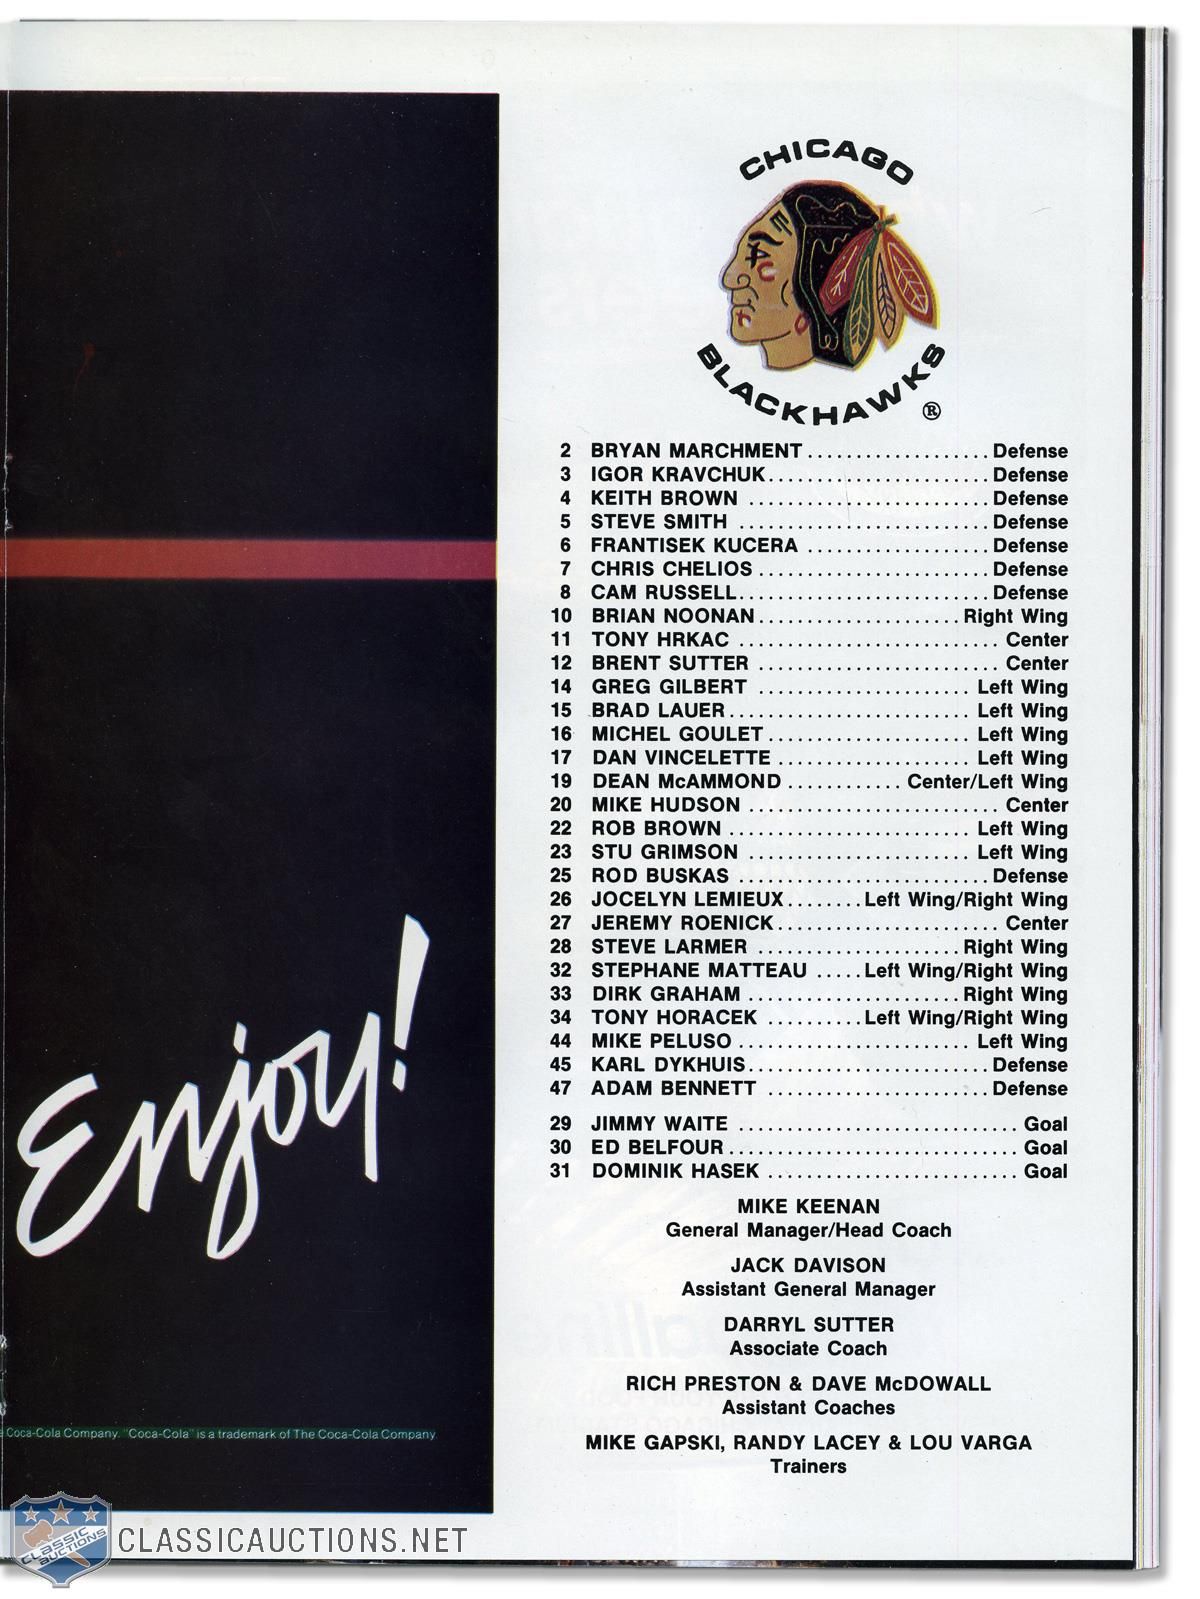 CHICAGO
BLACKHAWKS
®
2 BRYAN MARCHMENT ................... Defense
3 IGOR KRAVCHUK ....................... Defense
4 KEITH BROWN ......................... Defense
5 STEVE SMITH .......................... Defense
6 FRANTISEK KUCERA ................... Defense
7 CHRIS CHELIOS ........................ Defense
8 CAM RUSSELL .......................... Defense
10 BRIAN NOONAN ..................... Right Wing
11 TONY HRKAC ........................... Center
12 BRENT SUTTER ......................... Center
14 GREG GILBERT ...................... Left Wing
15 BRAD LAUER ......................... Left Wing
16 MICHEL GOULET ..................... Left Wing
17 DAN VINCELETTE .................... Left Wing
19 DEAN McAMMOND ............ Center/Left Wing
20 MIKE HUDSON .......................... Center
22 ROB BROWN ......................... Left Wing
23 STU GRIMSON ....................... Left Wing
25 ROD BUSKAS .......................... Defense
26 JOCELYN LEMIEUX ........ Left Wing/Right Wing
27 JEREMY ROENICK ....................... Center
28 STEVE LARMER ...................... Right Wing
32 STEPHANE MATTEAU ..... Left Wing/Right Wing
33 DIRK GRAHAM ...................... Right Wing
34 TONY HORACEK .......... Left Wing/Right Wing
44 MIKE PELUSO ........................ Left Wing
45 KARL DYKHUIS ......................... Defense
47 ADAM BENNETT ....................... Defense
29 JIMMY WAITE ............................. Goal
30 ED BELFOUR .............................. Goal
31 DOMINIK HASEK .......................... Goal
MIKE KEENAN
General Manager/Head Coach
JACK DAVISON
Assistant General Manager
DARRYL SUTTER
Associate Coach
RICH PRESTON & DAVE McDOWALL
Assistant Coaches
MIKE GAPSKI, RANDY LACEY & LOU VARGA
Trainers
Enjoy!
Coca-Cola Company. "Coca-Cola" is a trademark of The Coca-Cola Company.
CLASSIC
AUCTIONS
CLASSICAUCTIONS.NET